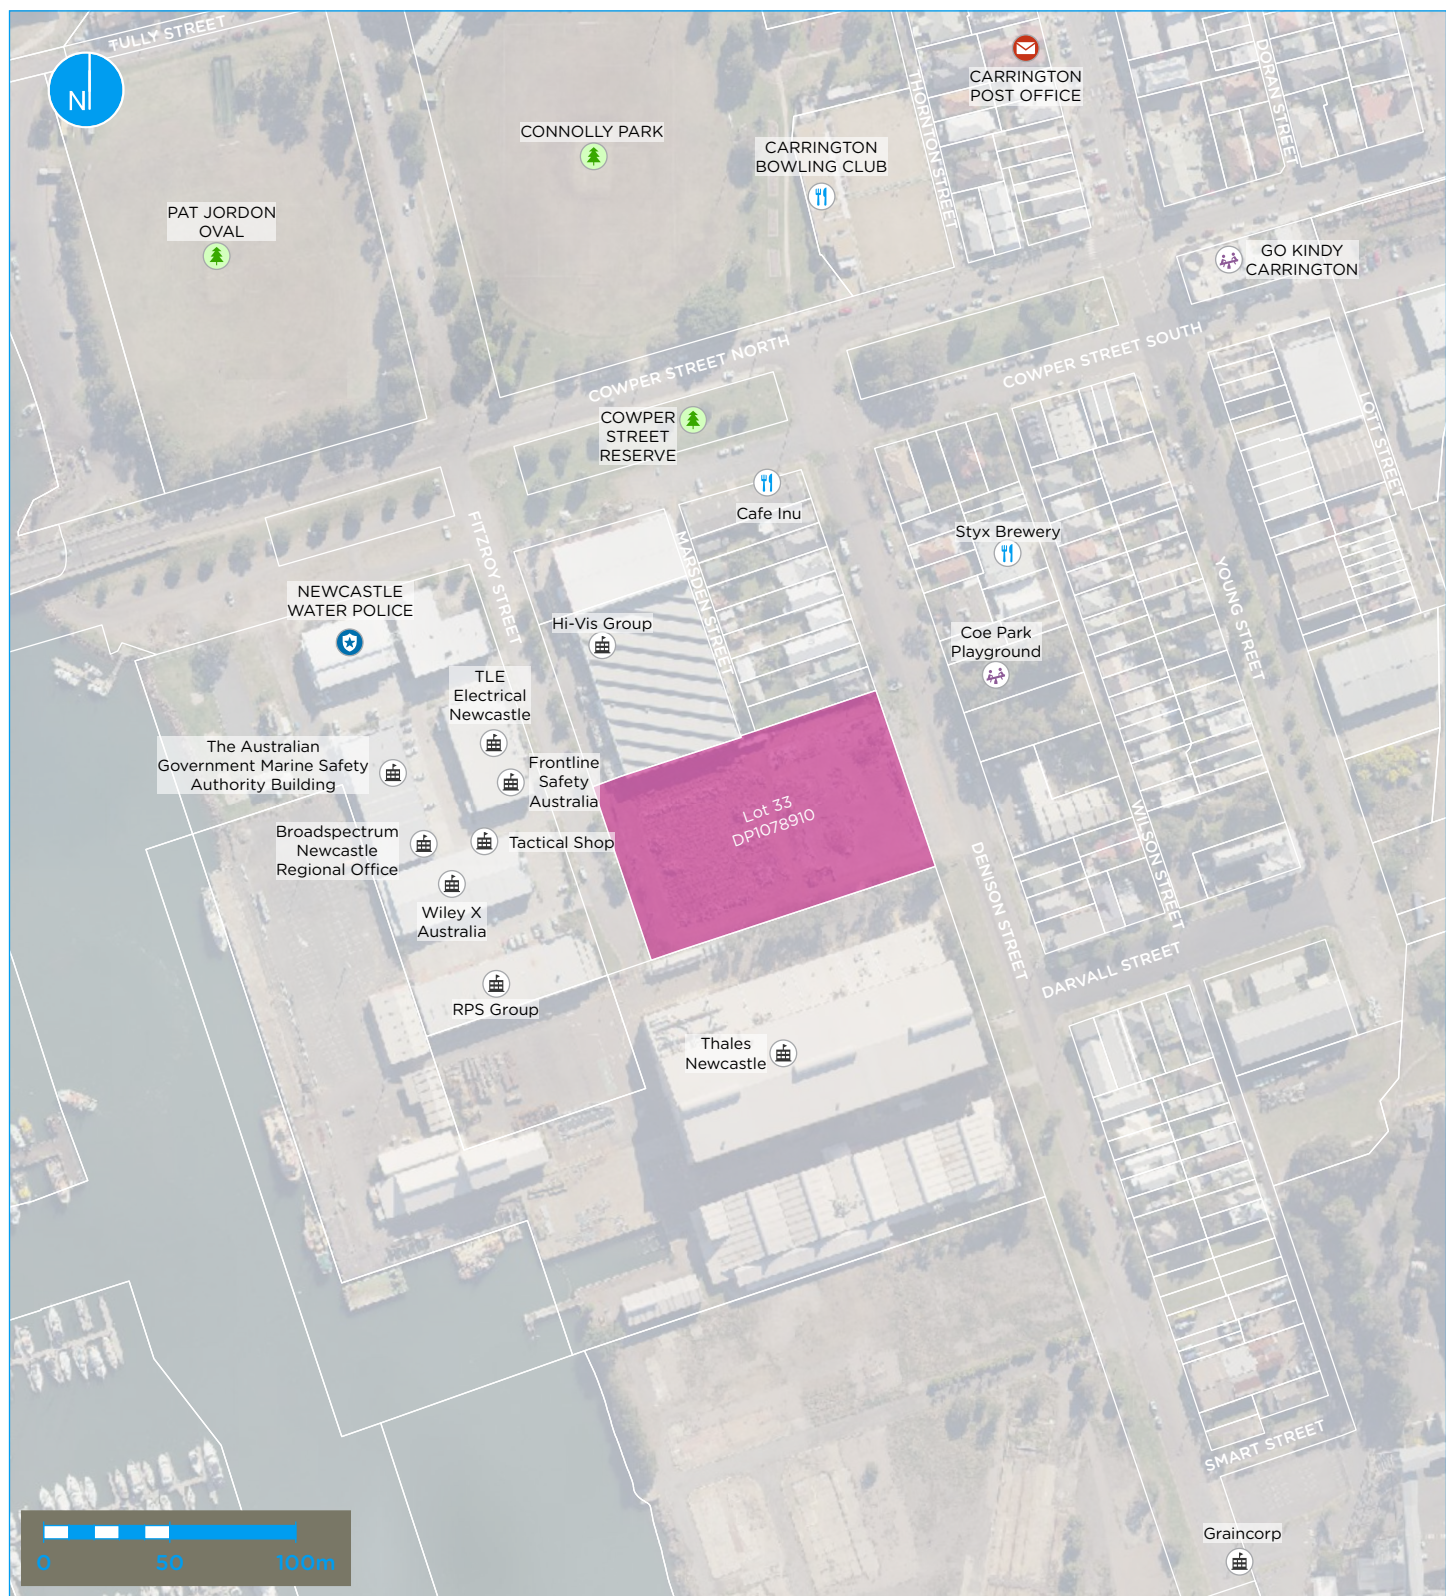 TULLY STREET
N
CONNOLLY PARK
CARRINGTON
POST OFFICE
THORNTON STREET
DORAN STREET
CARRINGTON
BOWLING CLUB
PAT JORDON
OVAL
GO KINDY
CARRINGTON
COWPER STREET NORTH
COWPER STREET SOUTH
LOTT STREET
COWPER
STREET
RESERVE
Cafe Inu
FITZROY STREET
MARSDEN STREET
Styx Brewery
YOUNG STREET
NEWCASTLE
WATER POLICE
Hi-Vis Group
Coe Park
Playground
TLE
Electrical
Newcastle
The Australian
Government Marine Safety
Authority Building
Frontline
Safety
Australia
Lot 33
DP1078910
Broadspectrum
Newcastle
Regional Office
Tactical Shop
WILSON STREET
DENISON STREET
Wiley X
Australia
DARVALL STREET
RPS Group
Thales
Newcastle
SMART STREET
Graincorp
0 50 100m